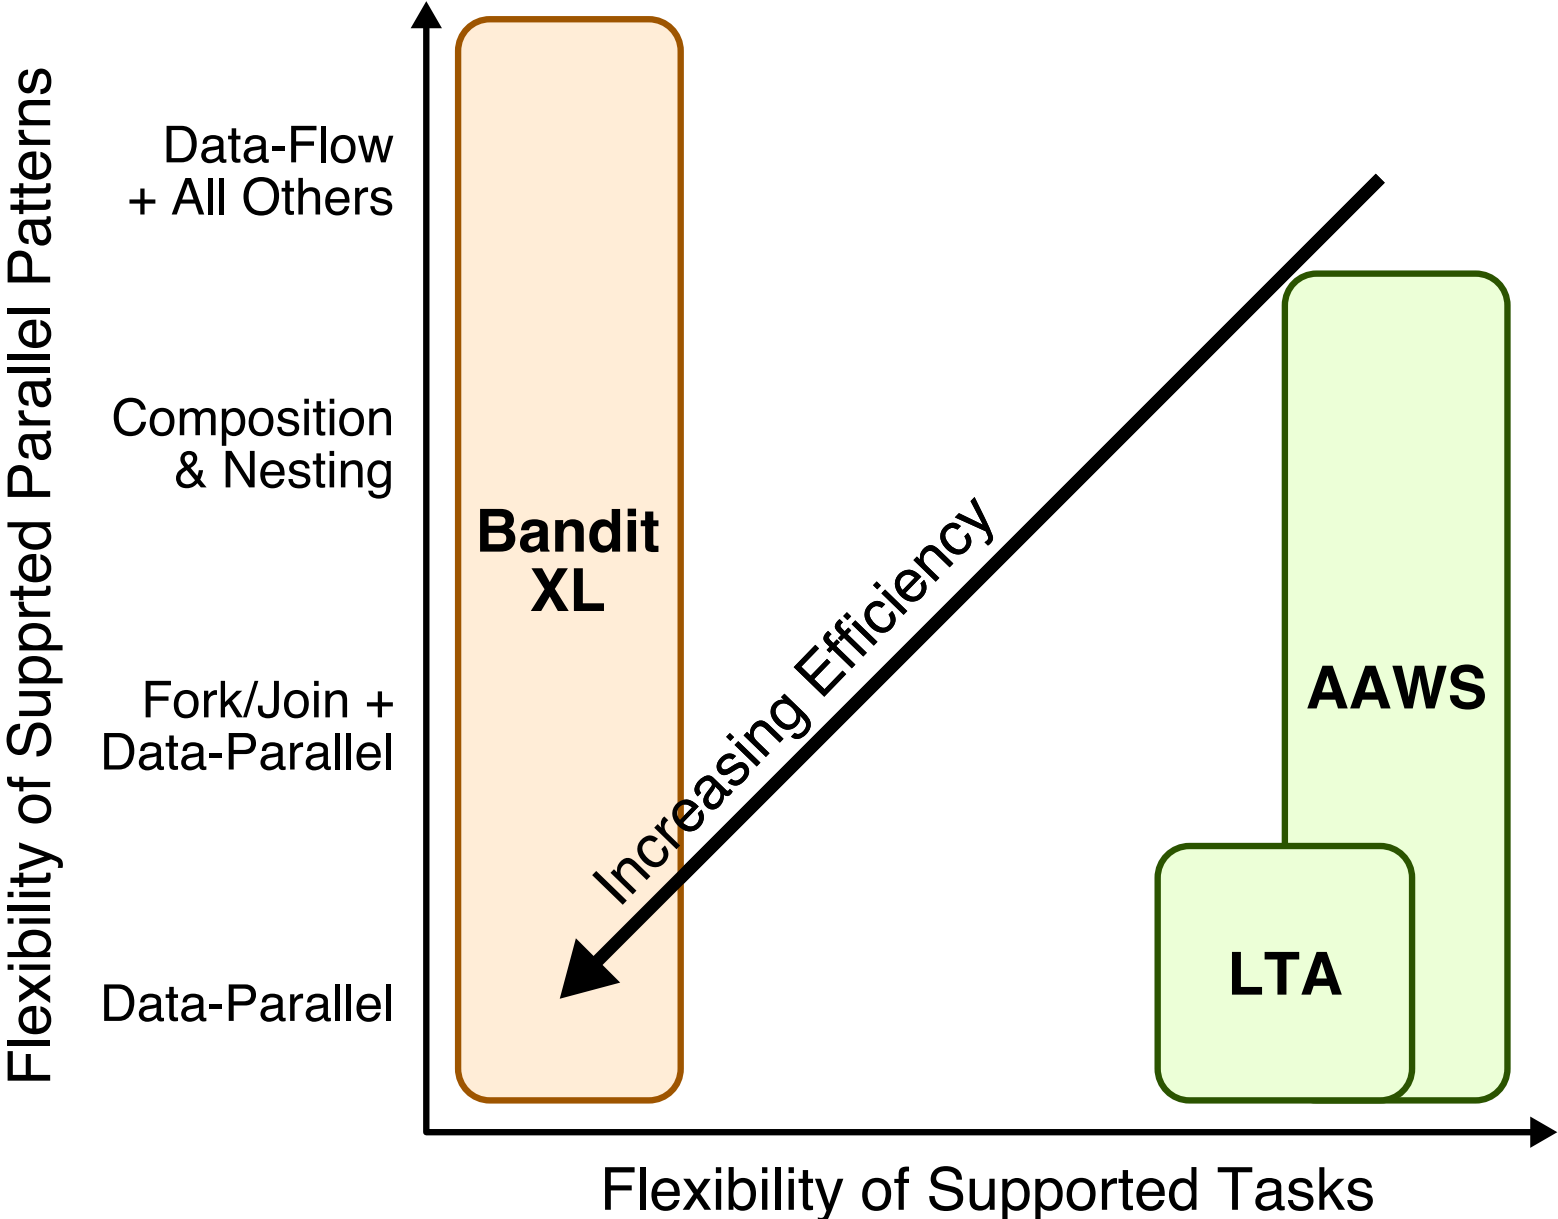 Flexibility of Supprted Parallel Patterns
Data-Flow
+ All Others
Composition
& Nesting
Fork/Join +
Data-Parallel
Data-Parallel
Bandit
XL
Increasing Efficiency
AAWS
LTA
Flexibility of Supported Tasks